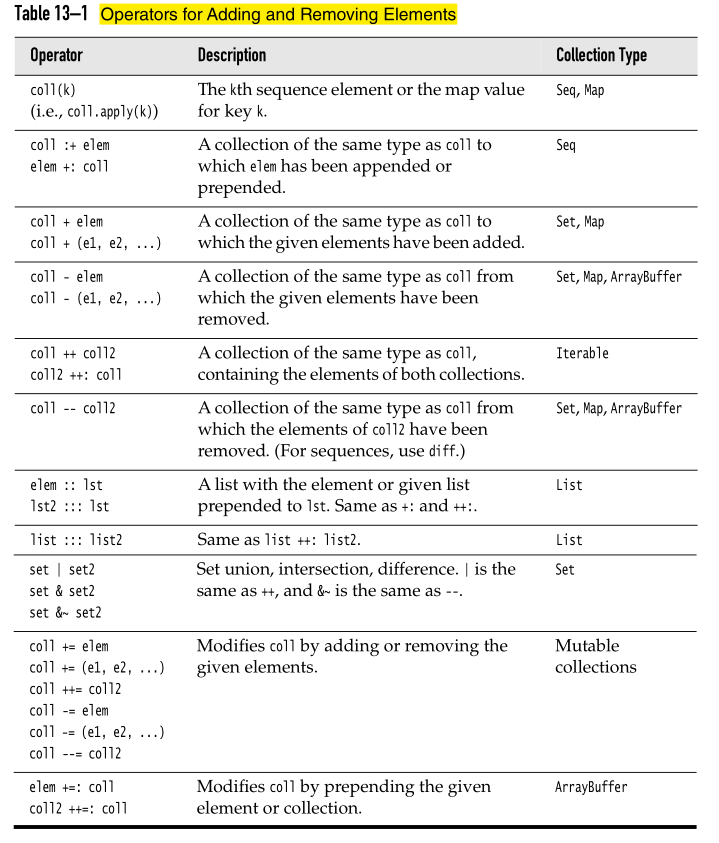 Table 13–1 Operators for Adding and Removing Elements
Operator Description Collection Type
coll(k) The kth sequence element or the map value Seq, Map
(i.e., coll.apply(k)) for key k.
coll :+ elem A collection of the same type as coll to Seq
elem +: coll which elem has been appended or
prepended.
coll + elem A collection of the same type as coll to Set, Map
coll + (e1, e2, ...) which the given elements have been added.
coll - elem A collection of the same type as coll from Set, Map, ArrayBuffer
coll - (e1, e2, ...) which the given elements have been
removed.
coll ++ coll2 A collection of the same type as coll, Iterable
coll2 ++: coll containing the elements of both collections.
coll -- coll2 A collection of the same type as coll from Set, Map, ArrayBuffer
which the elements of coll2 have been
removed. (For sequences, use diff.)
elem :: lst A list with the element or given list List
lst2 ::: lst prepended to lst. Same as +: and ++:.
list ::: list2 Same as list ++: list2. List
set | set2 Set union, intersection, difference. | is the Set
set & set2 same as ++, and &~ is the same as --.
set &~ set2
coll += elem Modifies coll by adding or removing the Mutable
coll += (e1, e2, ...) given elements. collections
coll ++= coll2
coll -= elem
coll -= (e1, e2, ...)
coll --= coll2
elem +=: coll Modifies coll by prepending the given ArrayBuffer
coll2 ++=: coll element or collection.